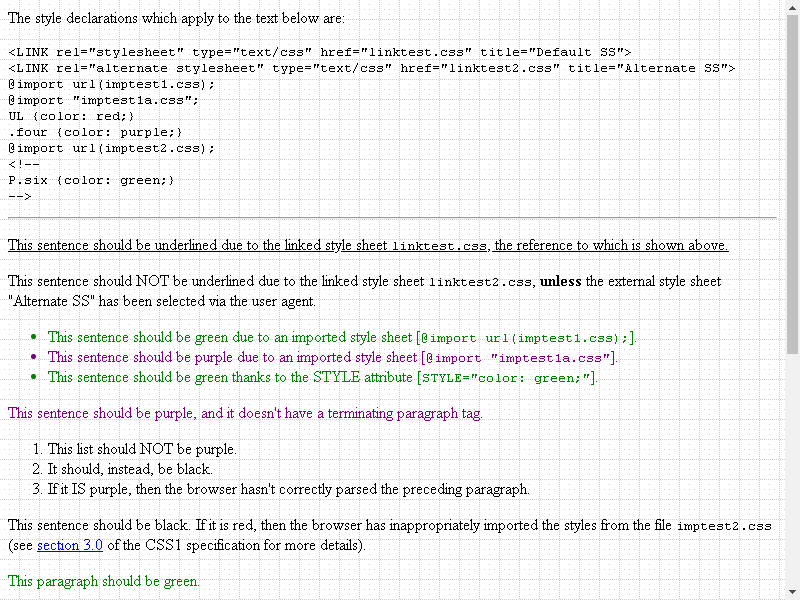 The style declarations which apply to the text below are:
<LINK rel="stylesheet" type="text/css" href="linktest.css" title="Default SS">
<LINK rel="alternate stylesheet" type="text/css" href="linktest2.css" title="Alternate SS">
@import url(imptest1.css);
@import "imptest1a.css";
UL {color: red;}
.four {color: purple;}
@import url(imptest2.css);
<!--
P.six {color: green;}
-->
This sentence should be underlined due to the linked style sheet linktest.css, the reference to which is shown above.
This sentence should NOT be underlined due to the linked style sheet linktest2.css, unless the external style sheet
"Alternate SS" has been selected via the user agent.
• This sentence should be green due to an imported style sheet [@import url(imptest1.css);].
• This sentence should be purple due to an imported style sheet [@import "imptest1a.css"].
• This sentence should be green thanks to the STYLE attribute [STYLE="color: green;"].
This sentence should be purple, and it doesn't have a terminating paragraph tag.
1. This list should NOT be purple.
2. It should, instead, be black.
3. If it IS purple, then the browser hasn't correctly parsed the preceding paragraph.
This sentence should be black. If it is red, then the browser has inappropriately imported the styles from the file imptest2.css
(see section 3.0 of the CSS1 specification for more details).
This paragraph should be green.